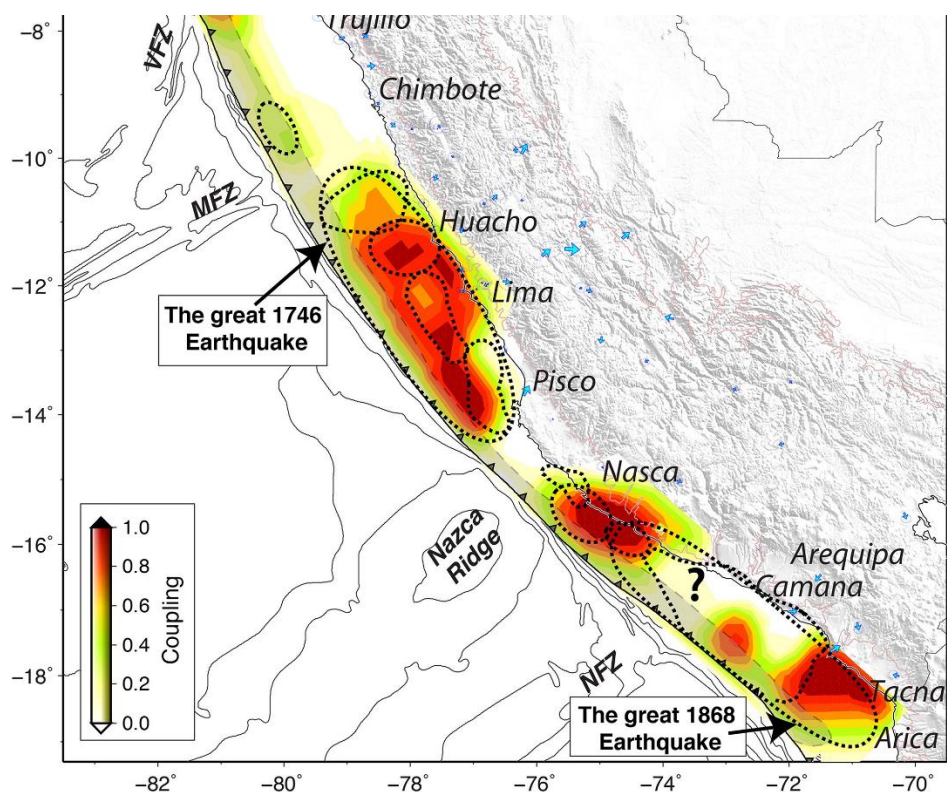 Trujillo
−8°
VFZ
Chimbote
−10°
MFZ
Huacho
−12°
Lima
The great 1746
Earthquake
Pisco
−14°
Nasca
1.0
0.8
0.6
0.4
0.2
0.0
Coupling
Nazca
Ridge
−16°
Arequipa
Camana
?
NFZ
−18°
Tacna
The great 1868
Earthquake
Arica
−82
−80
−78
−76
−74
−72
−70